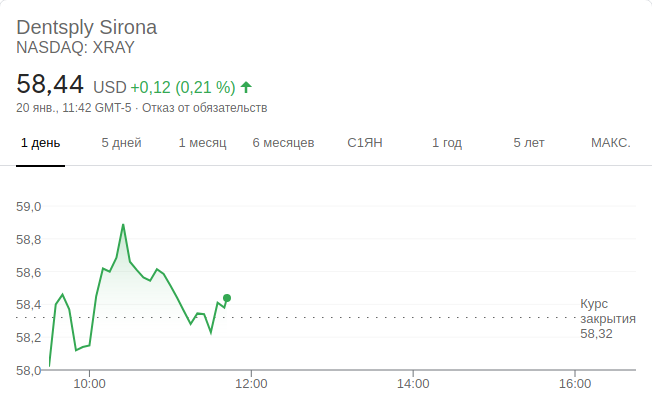 Dentsply Sirona
NASDAQ: XRAY
58,44 USD +0,12 (0,21 %)
20 янв., 11:42 GMT-5 · Отказ от обязательств
1 день 5 дней 1 месяц 6 месяцев С1ЯН 1 год 5 лет МАКС.
59,0
58,8
58,6
58,4
58,2
58,0
Курс
закрытия
58,32
10:00 12:00 14:00 16:00